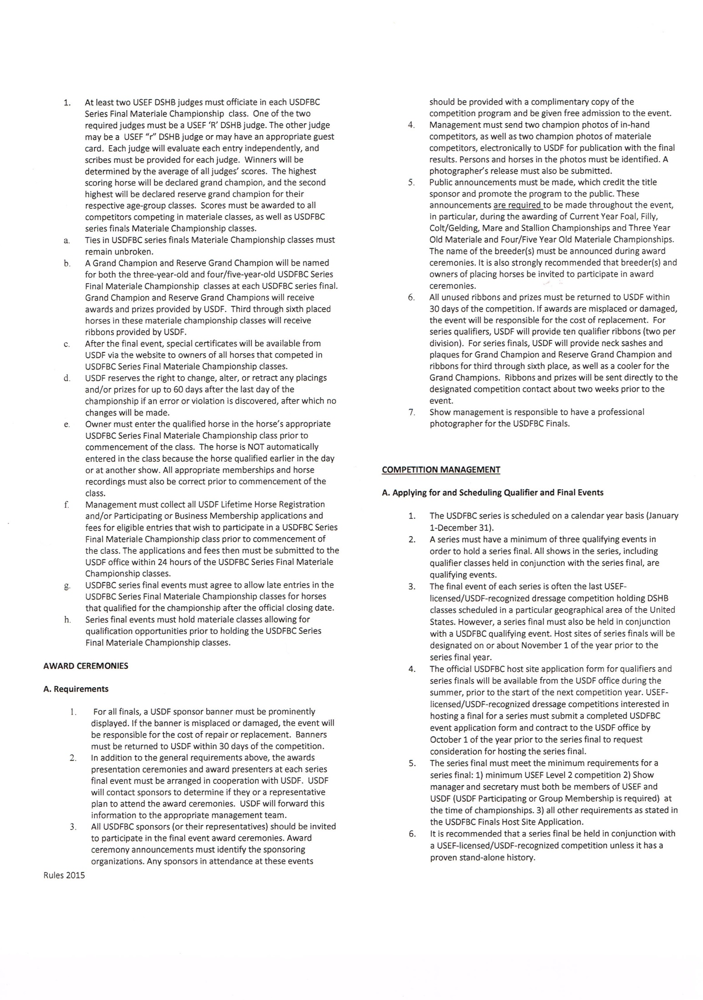 1. At least two USEF DSHB judges must officiate in each USDFBC
Series Final Materiale Championship class. One of the two
required judges must be a USEF ‘R’ DSHB judge. The other judge
may be a USEF “r” DSHB judge or may have an appropriate guest
card. Each judge will evaluate each entry independently, and
scribes must be provided for each judge. Winners will be
determined by the average of all judges’ scores. The highest
scoring horse will be declared grand champion, and the second
highest will be declared reserve grand champion for their
respective age-group classes. Scores must be awarded to all
competitors competing in materiale classes, as well as USDFBC
series finals Materiale Championship classes.
a. Ties in USDFBC series finals Materiale Championship classes must
remain unbroken.
b. A Grand Champion and Reserve Grand Champion will be named
for both the three-year-old and four/five-year-old USDFBC Series
Final Materiale Championship classes at each USDFBC series final.
Grand Champion and Reserve Grand Champions will receive
awards and prizes provided by USDF. Third through sixth placed
horses in these materiale championship classes will receive
ribbons provided by USDF.
c. After the final event, special certificates will be available from
USDF via the website to owners of all horses that competed in
USDFBC Series Final Materiale Championship classes.
d. USDF reserves the right to change, alter, or retract any placings
and/or prizes for up to 60 days after the last day of the
championship if an error or violation is discovered, after which no
changes will be made.
e. Owner must enter the qualified horse in the horse’s appropriate
USDFBC Series Final Materiale Championship class prior to
commencement of the class. The horse is NOT automatically
entered in the class because the horse qualified earlier in the day
or at another show. All appropriate memberships and horse
recordings must also be correct prior to commencement of the
class.
f. Management must collect all USDF Lifetime Horse Registration
and/or Participating or Business Membership applications and
fees for eligible entries that wish to participate in a USDFBC Series
Final Materiale Championship class prior to commencement of
the class. The applications and fees then must be submitted to the
USDF office within 24 hours of the USDFBC Series Final Materiale
Championship classes.
g. USDFBC series final events must agree to allow late entries in the
USDFBC Series Final Materiale Championship classes for horses
that qualified for the championship after the official closing date.
h. Series final events must hold materiale classes allowing for
qualification opportunities prior to holding the USDFBC Series
Final Materiale Championship classes.
AWARD CEREMONIES
A. Requirements
1. For all finals, a USDF sponsor banner must be prominently
displayed. If the banner is misplaced or damaged, the event will
be responsible for the cost of repair or replacement. Banners
must be returned to USDF within 30 days of the competition.
2. In addition to the general requirements above, the awards
presentation ceremonies and award presenters at each series
final event must be arranged in cooperation with USDF. USDF
will contact sponsors to determine if they or a representative
plan to attend the award ceremonies. USDF will forward this
information to the appropriate management team.
3. All USDFBC sponsors (or their representatives) should be invited
to participate in the final event award ceremonies. Award
ceremony announcements must identify the sponsoring
organizations. Any sponsors in attendance at these events
Rules 2015
should be provided with a complimentary copy of the
competition program and be given free admission to the event.
4. Management must send two champion photos of in-hand
competitors, as well as two champion photos of materiale
competitors, electronically to USDF for publication with the final
results. Persons and horses in the photos must be identified. A
photographer’s release must also be submitted.
5. Public announcements must be made, which credit the title
sponsor and promote the program to the public. These
announcements are required to be made throughout the event,
in particular, during the awarding of Current Year Foal, Filly,
Colt/Gelding, Mare and Stallion Championships and Three Year
Old Materiale and Four/Five Year Old Materiale Championships.
The name of the breeder(s) must be announced during award
ceremonies. It is also strongly recommended that breeder(s) and
owners of placing horses be invited to participate in award
ceremonies.
6. All unused ribbons and prizes must be returned to USDF within
30 days of the competition. If awards are misplaced or damaged,
the event will be responsible for the cost of replacement. For
series qualifiers, USDF will provide ten qualifier ribbons (two per
division). For series finals, USDF will provide neck sashes and
plaques for Grand Champion and Reserve Grand Champion and
ribbons for third through sixth place, as well as a cooler for the
Grand Champions. Ribbons and prizes will be sent directly to the
designated competition contact about two weeks prior to the
event.
7. Show management is responsible to have a professional
photographer for the USDFBC Finals.
COMPETITION MANAGEMENT
A. Applying for and Scheduling Qualifier and Final Events
1. The USDFBC series is scheduled on a calendar year basis (January
1-December 31).
2. A series must have a minimum of three qualifying events in
order to hold a series final. All shows in the series, including
qualifier classes held in conjunction with the series final, are
qualifying events.
3. The final event of each series is often the last USEF-
licensed/USDF-recognized dressage competition holding DSHB
classes scheduled in a particular geographical area of the United
States. However, a series final must also be held in conjunction
with a USDFBC qualifying event. Host sites of series finals will be
designated on or about November 1 of the year prior to the
series final year.
4. The official USDFBC host site application form for qualifiers and
series finals will be available from the USDF office during the
summer, prior to the start of the next competition year. USEF-
licensed/USDF-recognized dressage competitions interested in
hosting a final for a series must submit a completed USDFBC
event application form and contract to the USDF office by
October 1 of the year prior to the series final to request
consideration for hosting the series final.
5. The series final must meet the minimum requirements for a
series final: 1) minimum USEF Level 2 competition 2) Show
manager and secretary must both be members of USEF and
USDF (USDF Participating or Group Membership is required) at
the time of championships. 3) all other requirements as stated in
the USDFBC Finals Host Site Application.
6. It is recommended that a series final be held in conjunction with
a USEF-licensed/USDF-recognized competition unless it has a
proven stand-alone history.